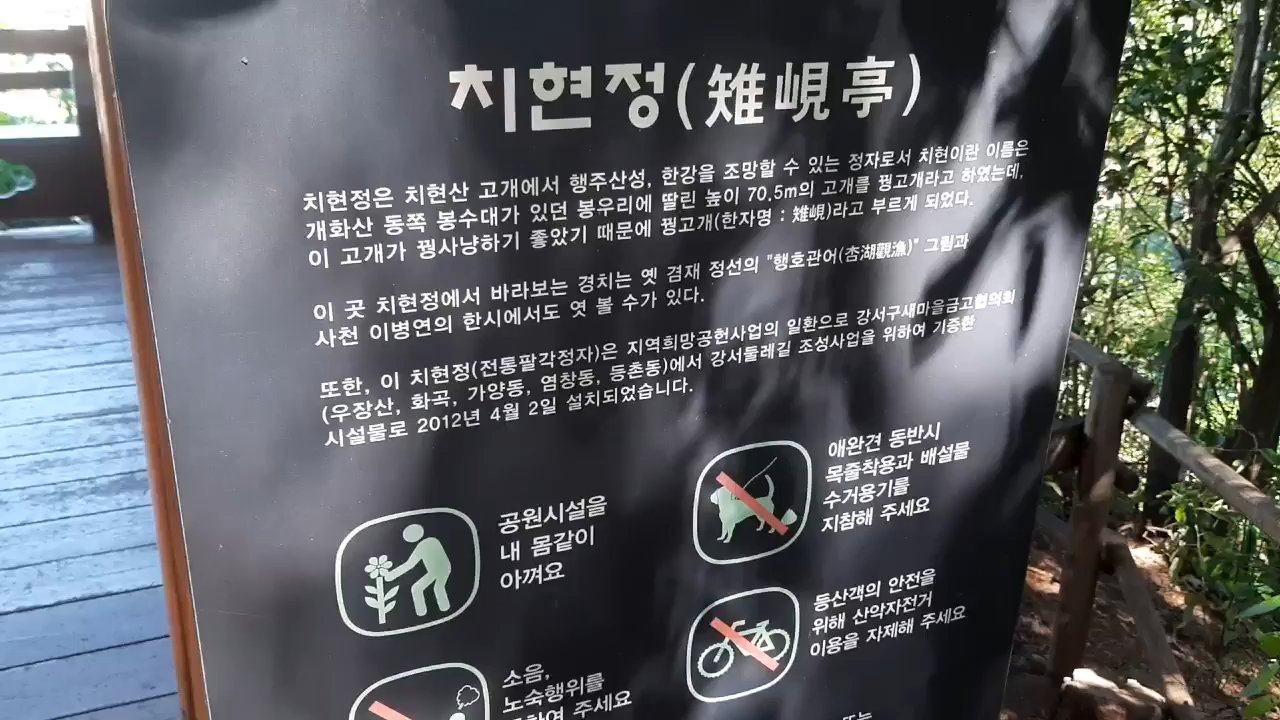 치현정(雉峴亭)
치현정은 치현산 고개에서 행주산성, 한강을 조망할 수 있는 정자로서 치현이란 이름은
개화산 동쪽 봉수대가 있던 봉우리에 딸린 높이 70.5m의 고개를 꿩고개라고 하였는데,
이 고개가 꿩사냥하기 좋았기 때문에 꿩고개(한자명 : 雉峴)라고 부르게 되었다.
이 곳 치현정에서 바라보는 경치는 옛 겸재 정선의 "행호관어(杏湖觀漁)" 그림과
사천 이병연의 한시에서도 엿 볼 수가 있다.
또한, 이 치현정(전통팔각정자)은 지역희망공헌사업의 일환으로 강서구새마을금고협의회
(우장산, 화곡, 가양동, 염창동, 등촌동)에서 강서둘레길 조성사업을 위하여 기증한
시설물로 2012년 4월 2일 설치되었습니다.
공원시설을
내 몸같이
아껴요
애완견 동반시
목줄착용과 배설물
수거용기를
지참해 주세요
등산객의 안전을
위해 산악자전거
이용을 자제해 주세요
소음,
노숙행위를
주세요
또는